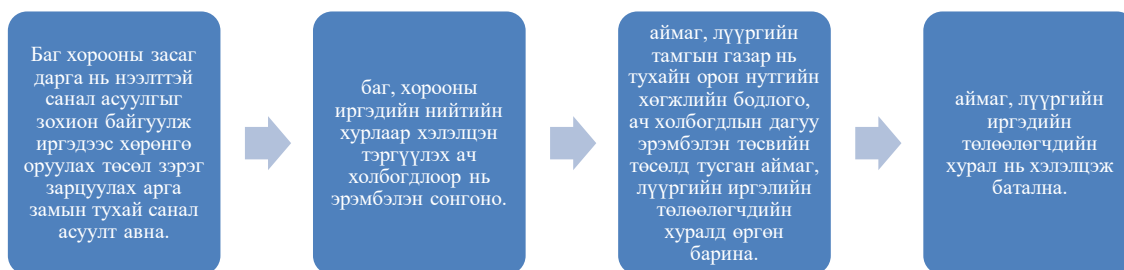 Баг хорооны засаг
дарга нь нээлттэй
санал асуулгыг
зохион байгуулж
иргэдээс хөрөнгө
оруулах төсөл зэрэг
зарцуулах арга
замын тухай санал
асуулт авна.
баг, хорооны
иргэдийн нийтийн
хурлаар хэлэлцэн
тэргүүлэх ач
холбогдлоор нь
эрэмбэлэн сонгоно.
аймаг, лүүргийн
тамгын газар нь
тухайн орон нутгийн
хөгжлийн бодлого,
ач холбогдлын дагуу
эрэмбэлэн төсвийн
төсөлд тусган аймаг,
лүүргийн иргэлийн
төлөөлөгчдийн
хуралд өргөн
барина.
аймаг, лүүргийн
иргэдийн
төлөөлөгчдийн
хурал нь хэлэлцэж
батална.